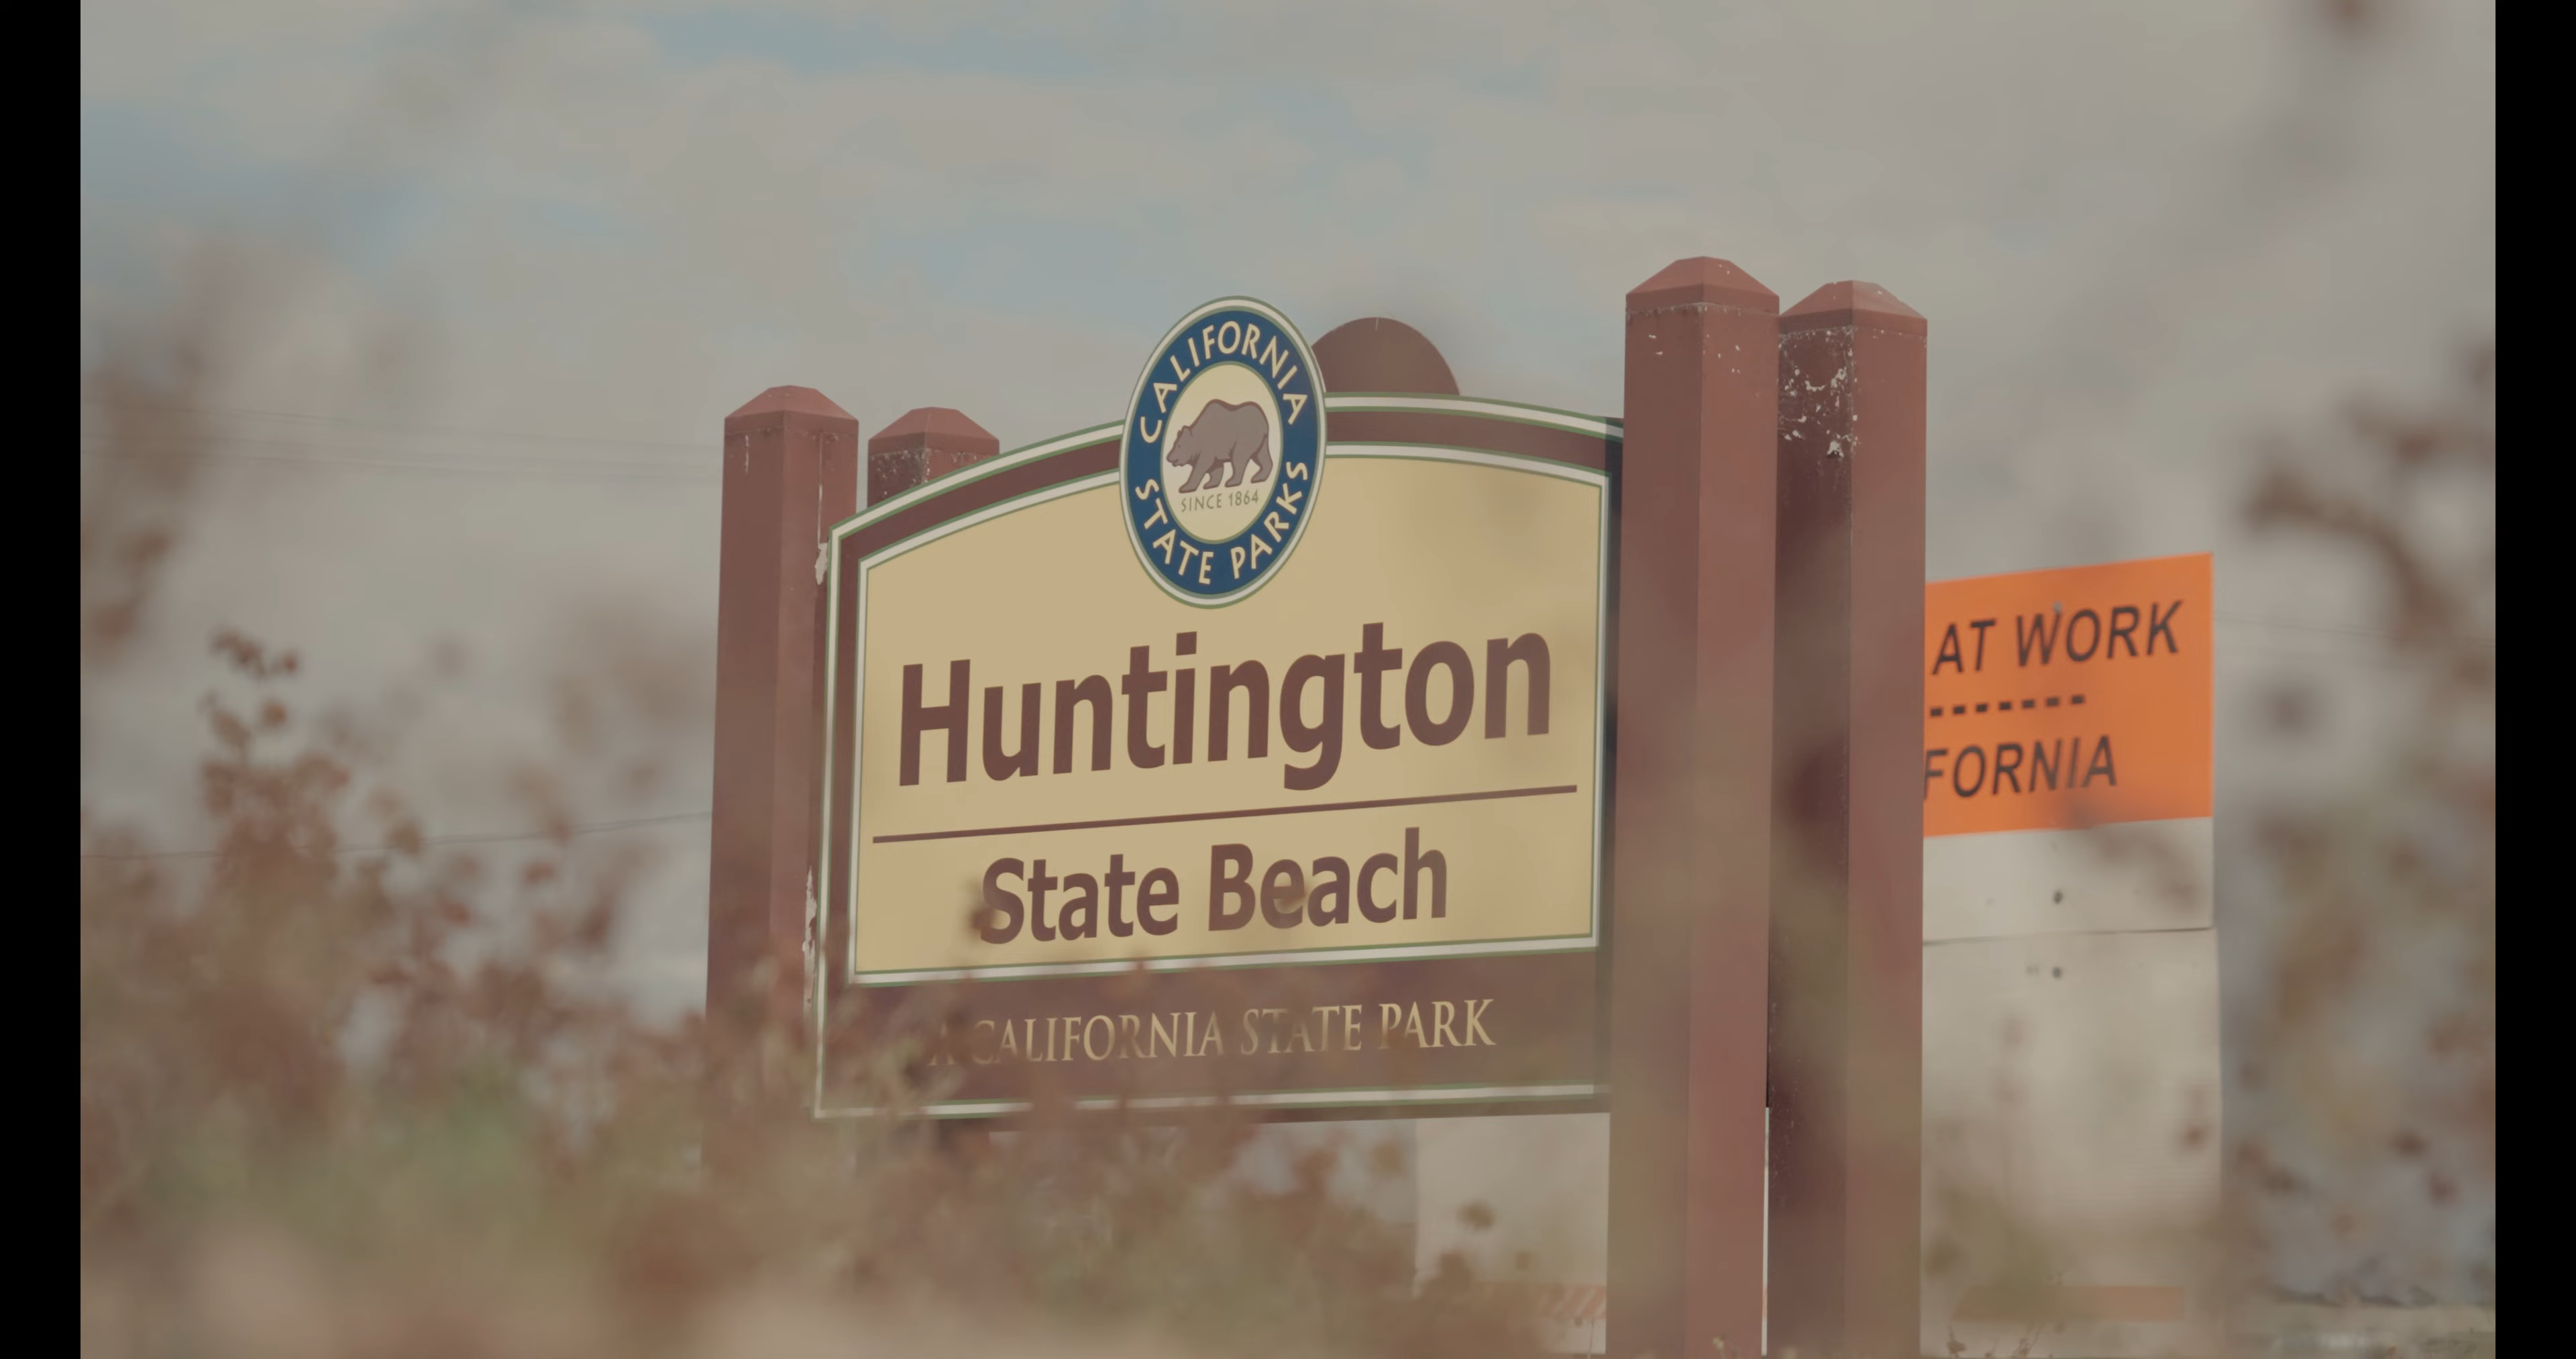 CALIFORNIA
STATE PARKS
SINCE 1864
Huntington
State Beach
A CALIFORNIA STATE PARK
AT WORK
FORNIA